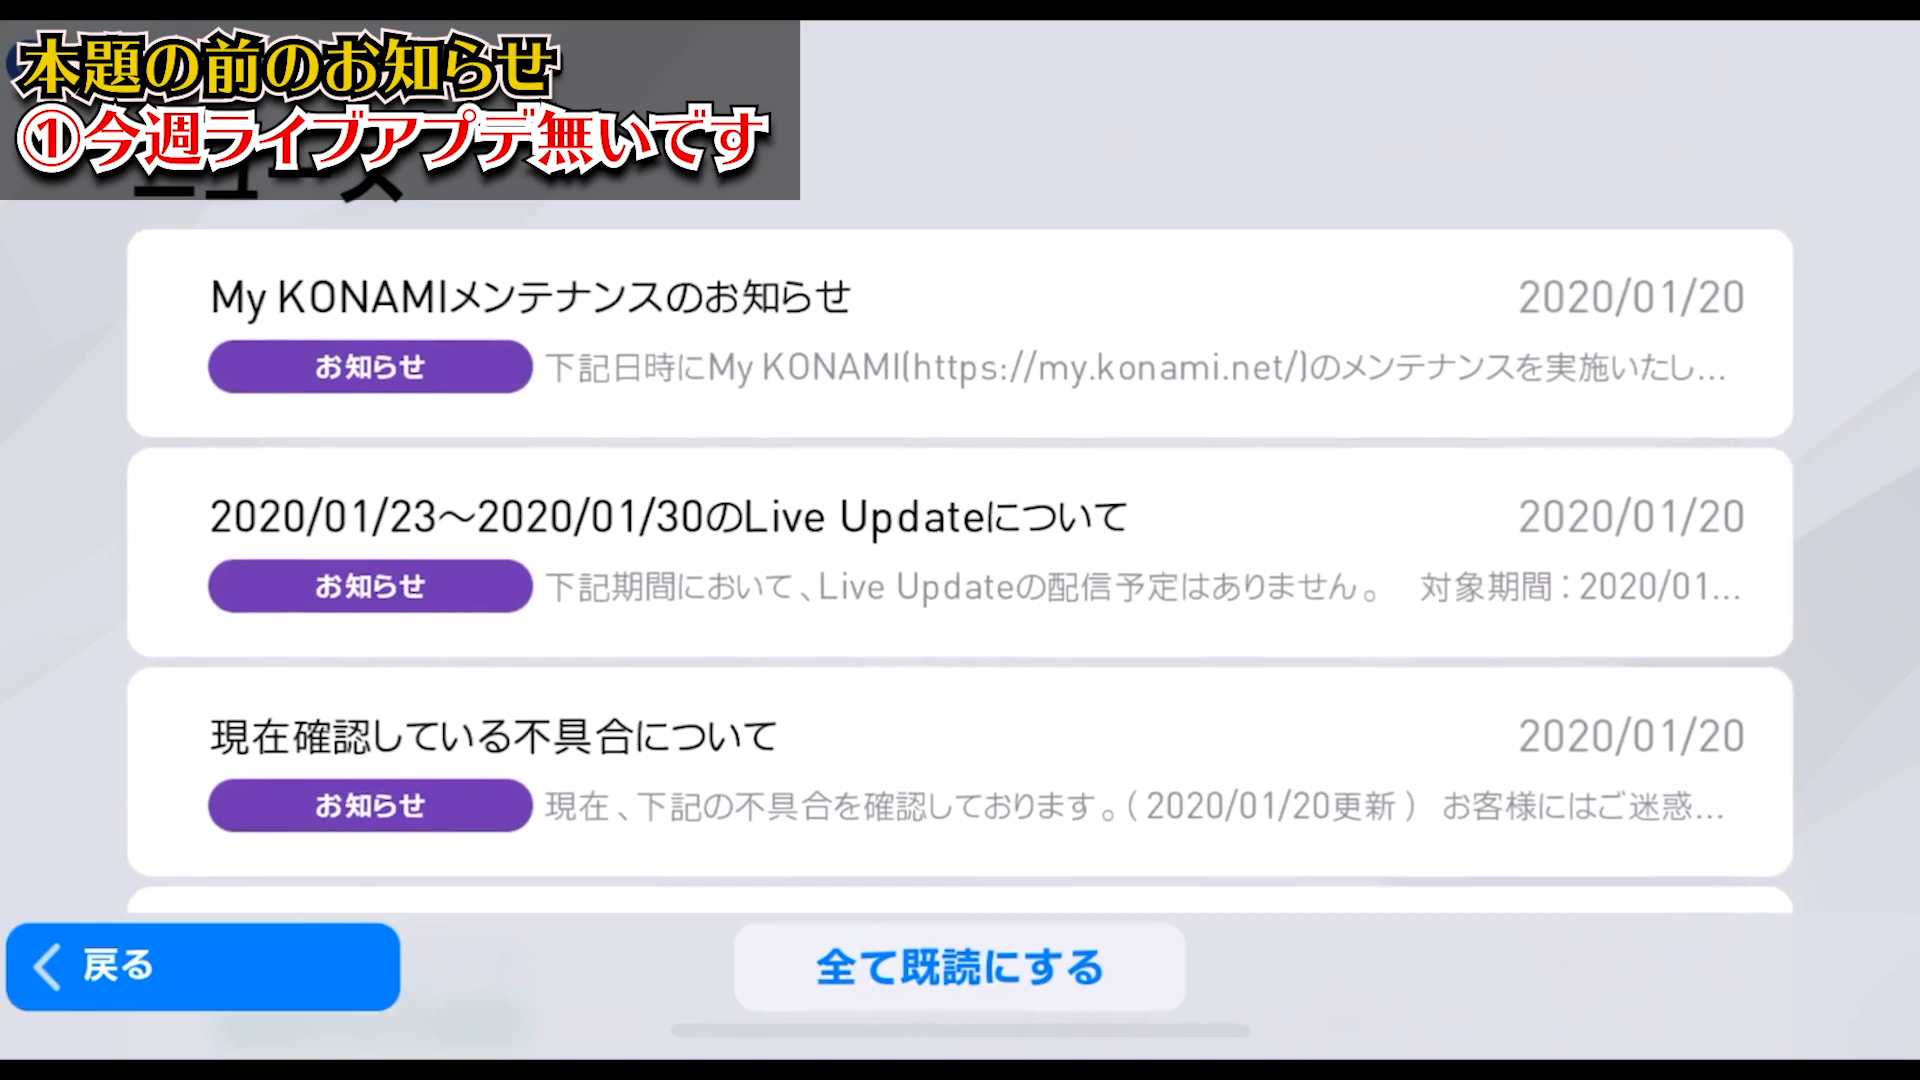 本題の前のお知らせ
①今週ライブアプデ無いです
ニュース
My KONAMIメンテナンスのお知らせ
2020/01/20
お知らせ
下記日時にMy KONAMI(https://my.konami.net/)のメンテナンスを実施いたし...
2020/01/23～2020/01/30のLive Updateについて
2020/01/20
お知らせ
下記期間において、Live Updateの配信予定はありません。 対象期間：2020/01...
現在確認している不具合について
2020/01/20
お知らせ
現在、下記の不具合を確認しております。（2020/01/20更新） お客様にはご迷惑...
戻る
全て既読にする